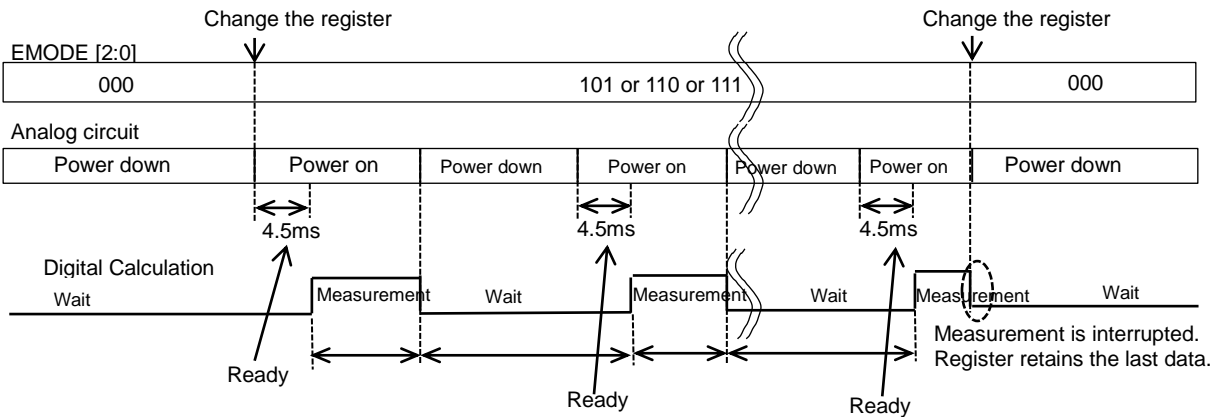 Change the register
Change the register
EMODE [2:0]
000
101 or 110 or 111
000
Analog circuit
Power down
Power on
Power down
Power on
Power down
Power on
Power down
4.5ms
4.5ms
4.5ms
Digital Calculation
Wait
Measurement
Wait
Measurement
Wait
Measurement
Wait
Measurement is interrupted.
Register retains the last data.
Ready
Ready
Ready